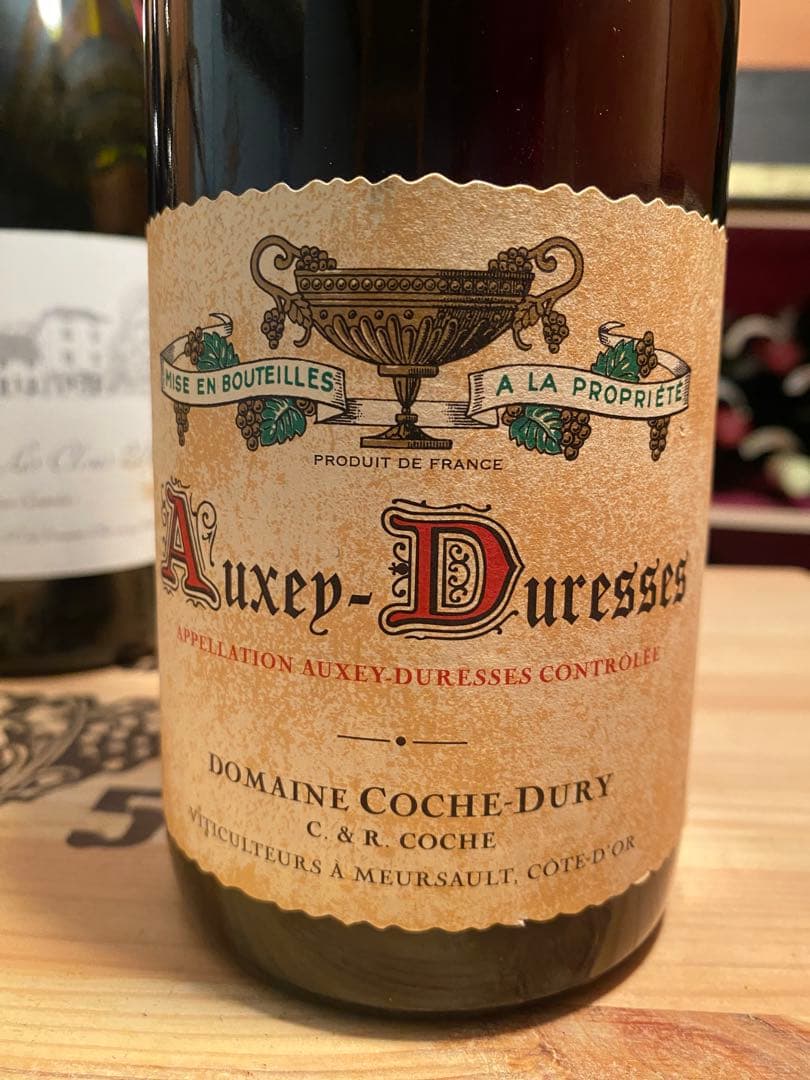 MISE EN BOUTEILLES A LA PROPRIÉTÉ
PRODUIT DE FRANCE
Auxey-Duresses
APPELLATION AUXEY-DURESSES CONTRÔLÉE
DOMAINE COCHE-DURY
C. & R. COCHE
VITICULTEURS À MEURSAULT, CÔTE-D'OR
5